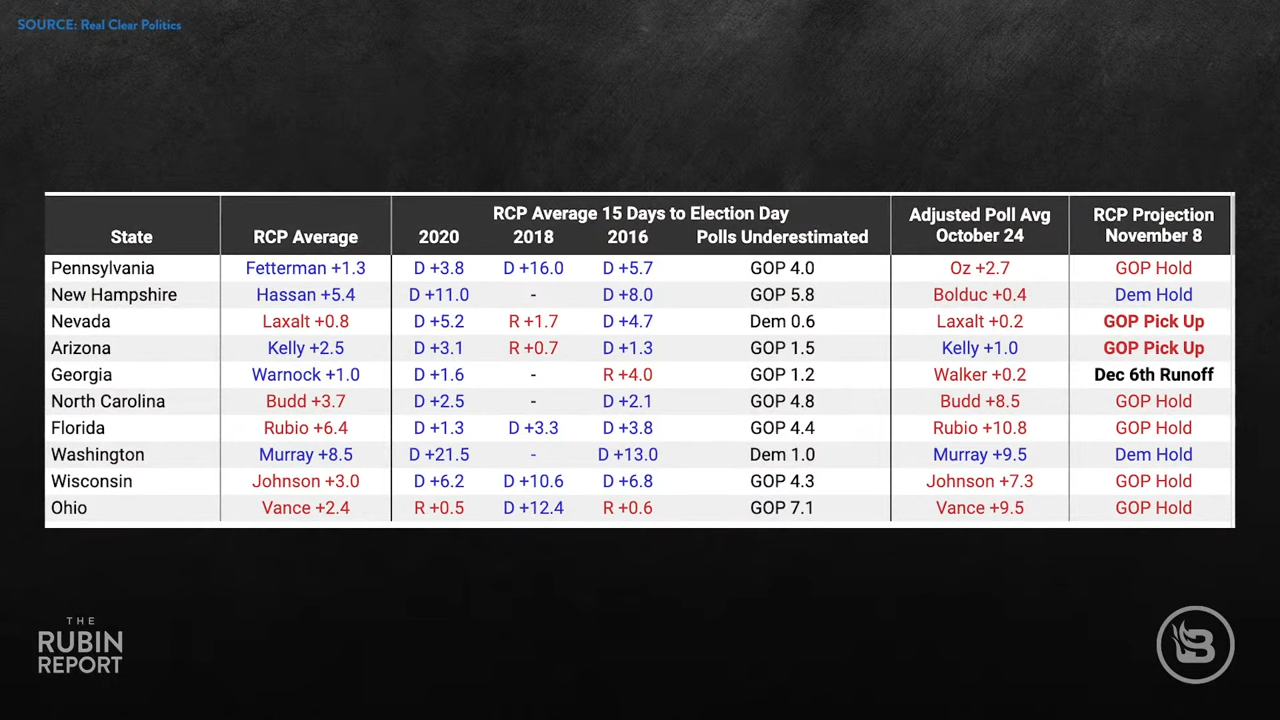 SOURCE: Real Clear Politics
RCP Average 15 Days to Election Day
Adjusted Poll Avg RCP Projection
State RCP Average 2020 2018 2016 Polls Underestimated October 24 November 8
Pennsylvania Fetterman +1.3 D +3.8 D +16.0 D +5.7 GOP 4.0 Oz +2.7 GOP Hold
New Hampshire Hassan +5.4 D +11.0 - D +8.0 GOP 5.8 Bolduc +0.4 Dem Hold
Nevada Laxalt +0.8 D +5.2 R +1.7 D +4.7 Dem 0.6 Laxalt +0.2 GOP Pick Up
Arizona Kelly +2.5 D +3.1 R +0.7 D +1.3 GOP 1.5 Kelly +1.0 GOP Pick Up
Georgia Warnock +1.0 D +1.6 - R +4.0 GOP 1.2 Walker +0.2 Dec 6th Runoff
North Carolina Budd +3.7 D +2.5 - D +2.1 GOP 4.8 Budd +8.5 GOP Hold
Florida Rubio +6.4 D +1.3 D +3.3 D +3.8 GOP 4.4 Rubio +10.8 GOP Hold
Washington Murray +8.5 D +21.5 - D +13.0 Dem 1.0 Murray +9.5 Dem Hold
Wisconsin Johnson +3.0 D +6.2 D +10.6 D +6.8 GOP 4.3 Johnson +7.3 GOP Hold
Ohio Vance +2.4 R +0.5 D +12.4 R +0.6 GOP 7.1 Vance +9.5 GOP Hold
THE
RUBIN
REPORT
B